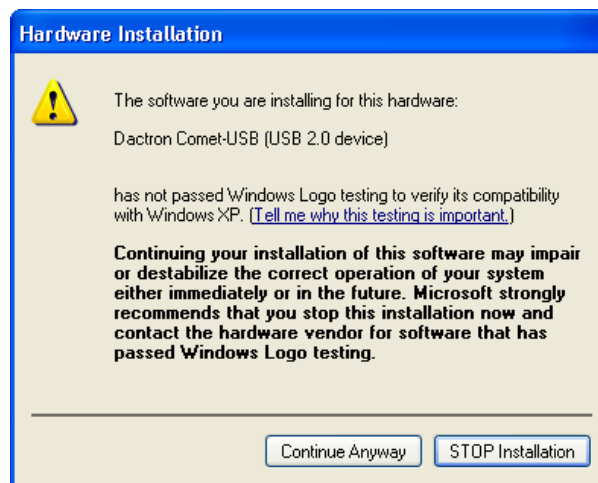 Hardware Installation
The software you are installing for this hardware:
Dactron Comet-USB (USB 2.0 device)
has not passed Windows Logo testing to verify its compatibility
with Windows XP. (Tell me why this testing is important.)
Continuing your installation of this software may impair
or destabilize the correct operation of your system
either immediately or in the future. Microsoft strongly
recommends that you stop this installation now and
contact the hardware vendor for software that has
passed Windows Logo testing.
Continue Anyway
STOP Installation